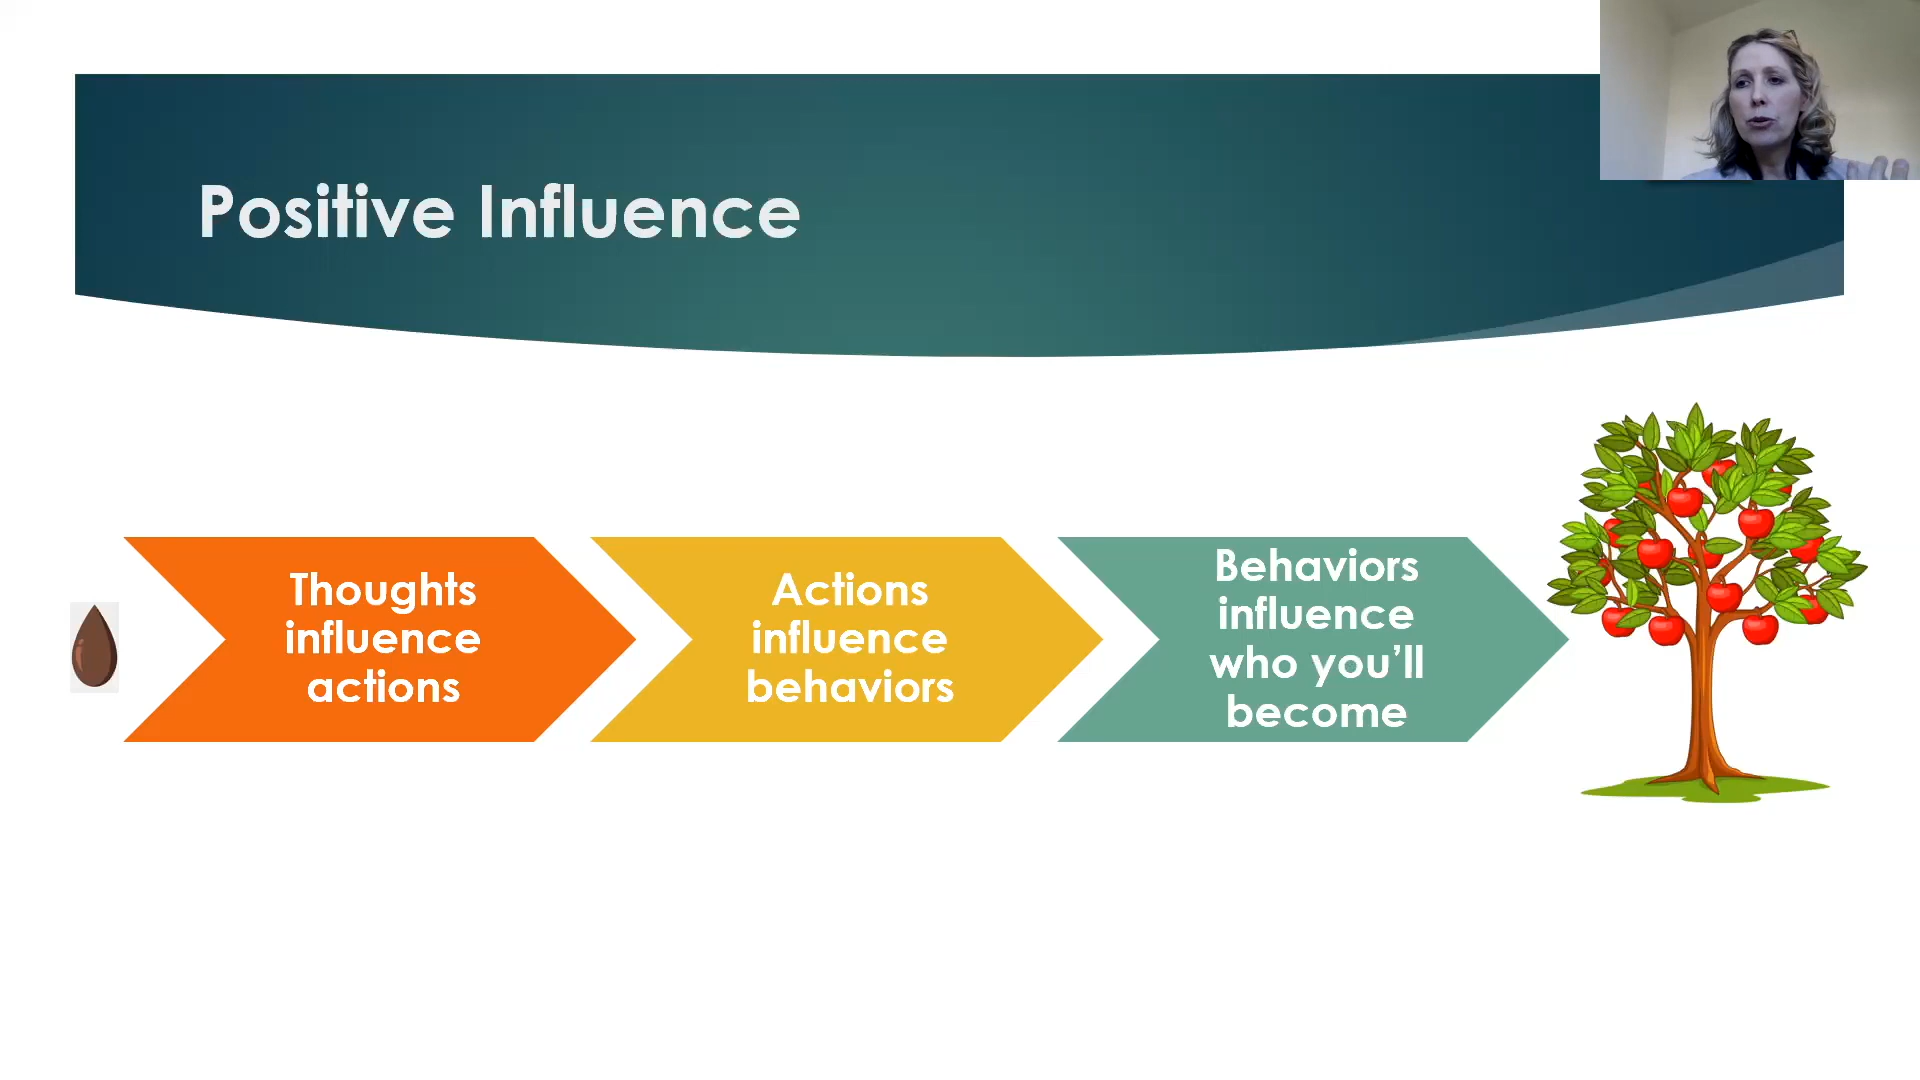 Positive Influence
Thoughts
influence
actions
Actions
influence
behaviors
Behaviors
influence
who you’ll
become